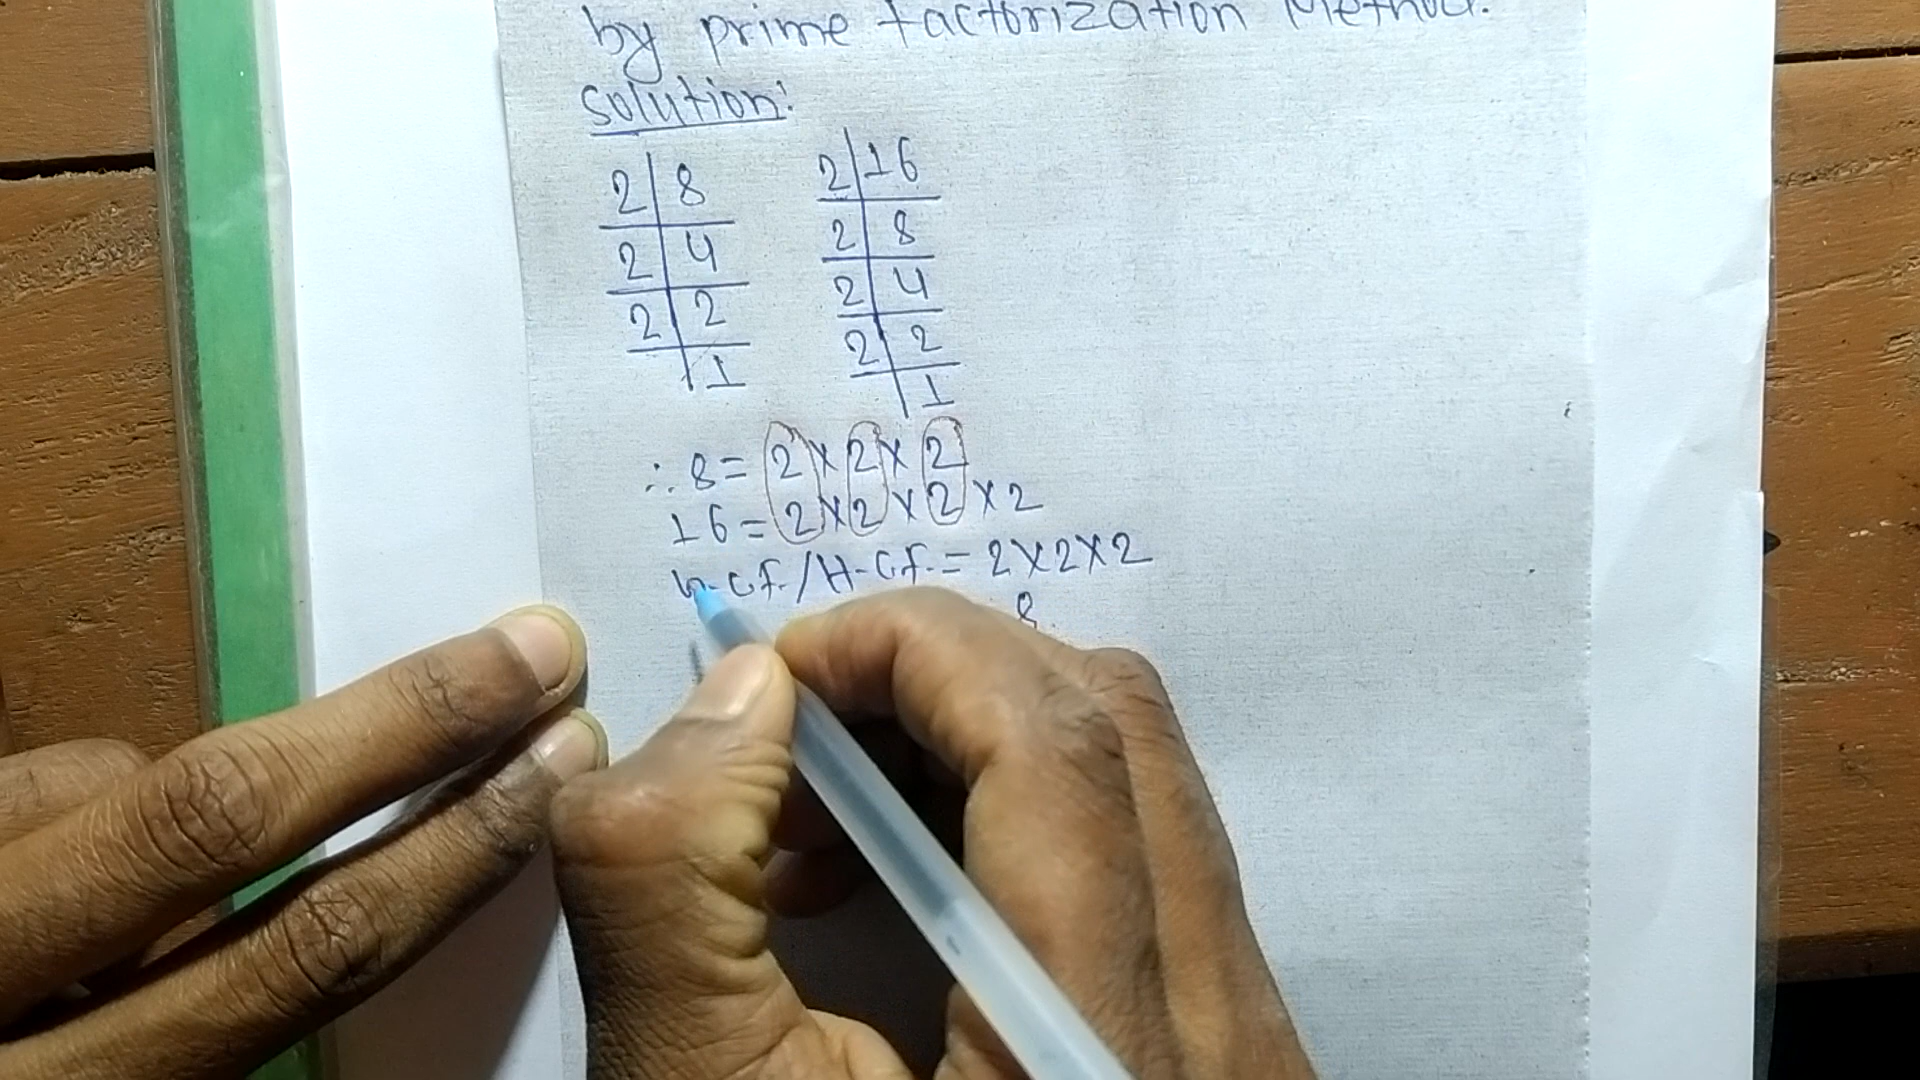 by prime factorization Method.
Solution:
2 8 2 16
2 4 2 8
2 2 2 4
1 2 2
1
∴ 8 = 2 × 2 × 2
16 = 2 × 2 × 2 × 2
/H.C.F. = 2×2×2
8